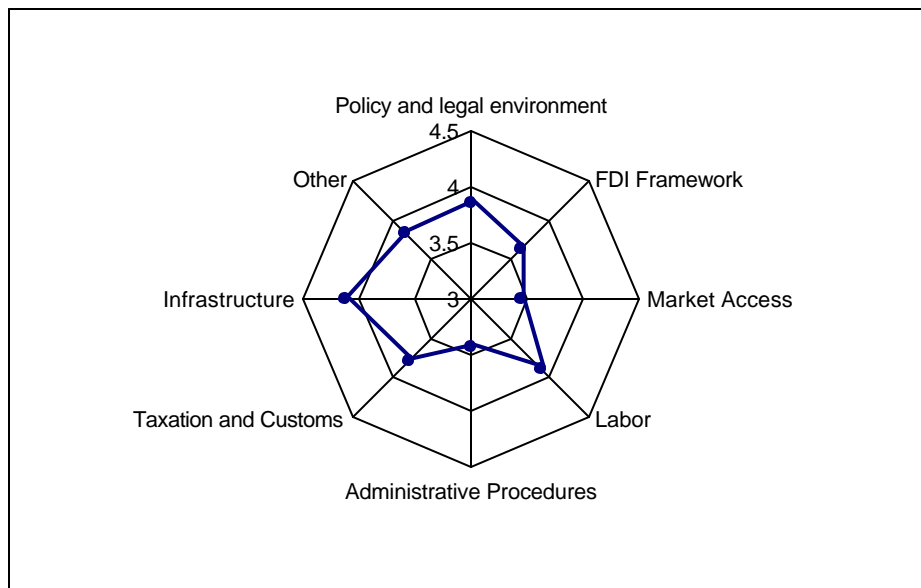 Policy and legal environment
4.5
Other
FDI Framework
4
3.5
Infrastructure
3
Market Access
Taxation and Customs
Labor
Administrative Procedures